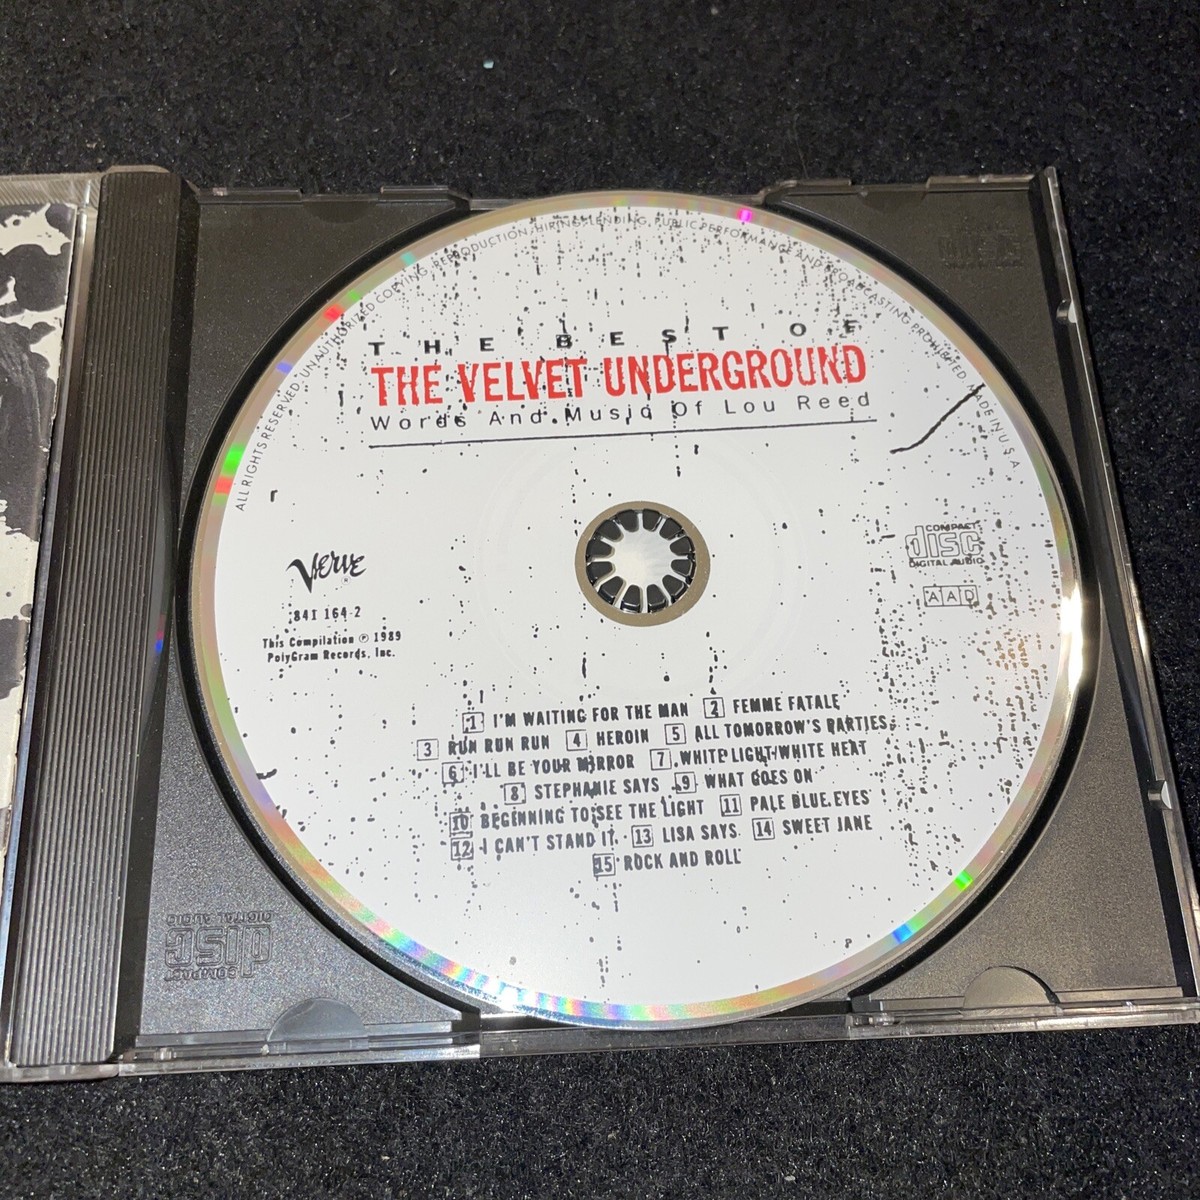 ALL RIGHTS RESERVED. UNAUTHORIZED COPYING, REPRODUCTION, HIRING, LENDING, PUBLIC PERFORMANCE AND BROADCASTING PROHIBITED. MADE IN U.S.A.
THE BEST OF
THE VELVET UNDERGROUND
Words And Music Of Lou Reed
VERVE ®
841 164-2
This Compilation ℗ 1989
PolyGram Records, Inc.
COMPACT
disc
DIGITAL AUDIO
AAD
1 I'M WAITING FOR THE MAN 2 FEMME FATALE
3 RUN RUN RUN 4 HEROIN 5 ALL TOMORROW'S PARTIES
6 I'LL BE YOUR MIRROR 7 WHITE LIGHT/WHITE HEAT
8 STEPHANIE SAYS 9 WHAT GOES ON
10 BEGINNING TO SEE THE LIGHT 11 PALE BLUE EYES
12 I CAN'T STAND IT 13 LISA SAYS 14 SWEET JANE
15 ROCK AND ROLL
COMPACT
disc
DIGITAL AUDIO